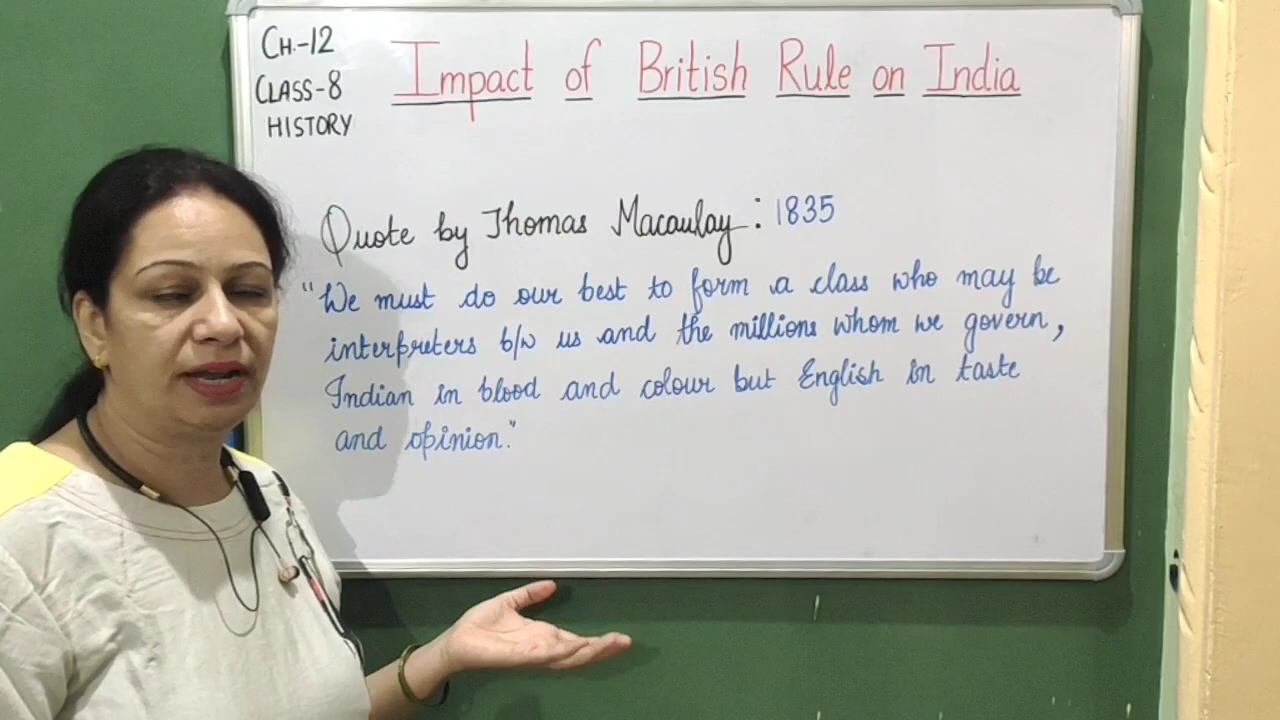 CH.-12
CLASS-8
HISTORY
Impact of British Rule on India
Quote by Thomas Macaulay : 1835
"We must do our best to form a class who may be
interpreters b/w us and the millions whom we govern,
Indian in blood and colour but English in taste
and opinion."